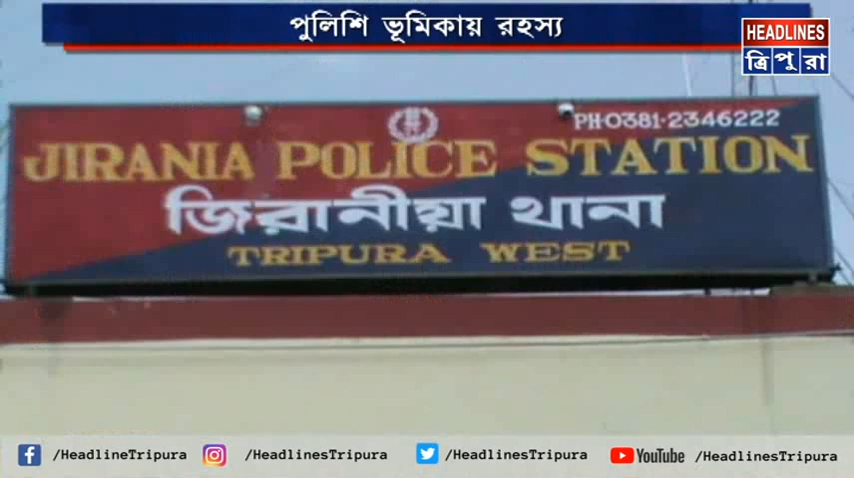 পুলিশি ভূমিকায় রহস্য
HEADLINES
ত্রিপুরা
PH-0381-2346222
JIRANIA POLICE STATION
জিরানীয়া থানা
TRIPURA WEST
/HeadlineTripura /HeadlinesTripura /HeadlinesTripura YouTube /HeadlinesTripura